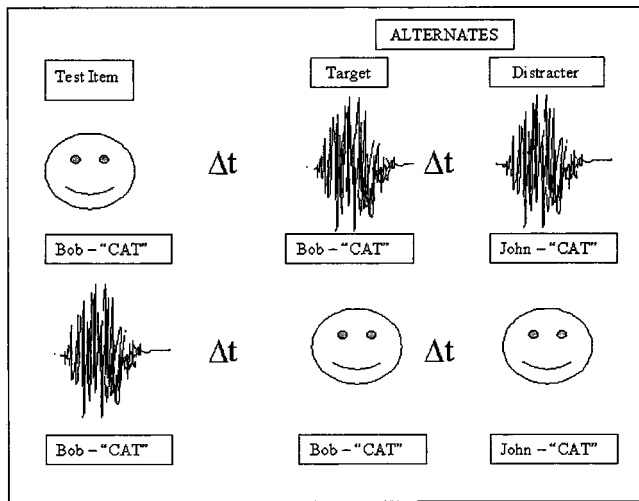 ALTERNATES
Test Item
Target
Distracter
Δt
Δt
Bob – “CAT”
Bob – “CAT”
John – “CAT”
Δt
Δt
Bob – “CAT”
Bob – “CAT”
John – “CAT”